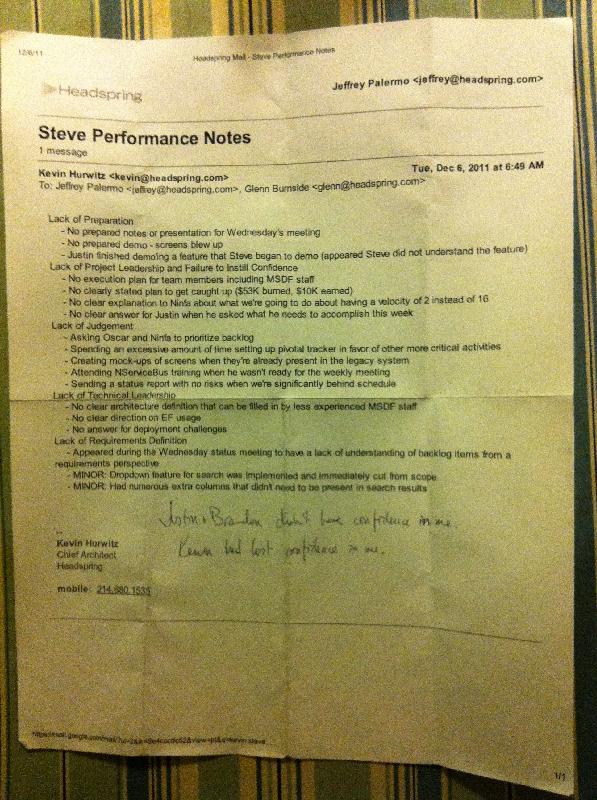 12/6/11
Headspring Mail - Steve Performance Notes
Headspring
Jeffrey Palermo <jeffrey@headspring.com>
Steve Performance Notes
1 message
Kevin Hurwitz <kevin@headspring.com>
Tue, Dec 6, 2011 at 6:49 AM
To: Jeffrey Palermo <jeffrey@headspring.com>, Glenn Burnside <glenn@headspring.com>
Lack of Preparation
- No prepared notes or presentation for Wednesday's meeting
- No prepared demo - screens blew up
- Justin finished demoing a feature that Steve began to demo (appeared Steve did not understand the feature)
Lack of Project Leadership and Failure to Instill Confidence
- No execution plan for team members including MSDF staff
- No clearly stated plan to get caught up ($53K burned, $10K earned)
- No clear explanation to Ninfa about what we're going to do about having a velocity of 2 instead of 16
- No clear answer for Justin when he asked what he needs to accomplish this week
Lack of Judgement
- Asking Oscar and Ninfa to prioritize backlog
- Spending an excessive amount of time setting up pivotal tracker in favor of other more critical activities
- Creating mock-ups of screens when they're already present in the legacy system
- Attending NServiceBus training when he wasn't ready for the weekly meeting
- Sending a status report with no risks when we're significantly behind schedule
Lack of Technical Leadership
- No clear architecture definition that can be filled in by less experienced MSDF staff
- No clear direction on EF usage
- No answer for deployment challenges
Lack of Requirements Definition
- Appeared during the Wednesday status meeting to have a lack of understanding of backlog items from a
requirements perspective
- MINOR: Dropdown feature for search was implemented and immediately cut from scope
- MINOR: Had numerous extra columns that didn't need to be present in search results
Justin + Brandon didn't have confidence in me.
Kevin had lost confidence in me.
--
Kevin Hurwitz
Chief Architect
Headspring
mobile: 214.680.1535
1/1